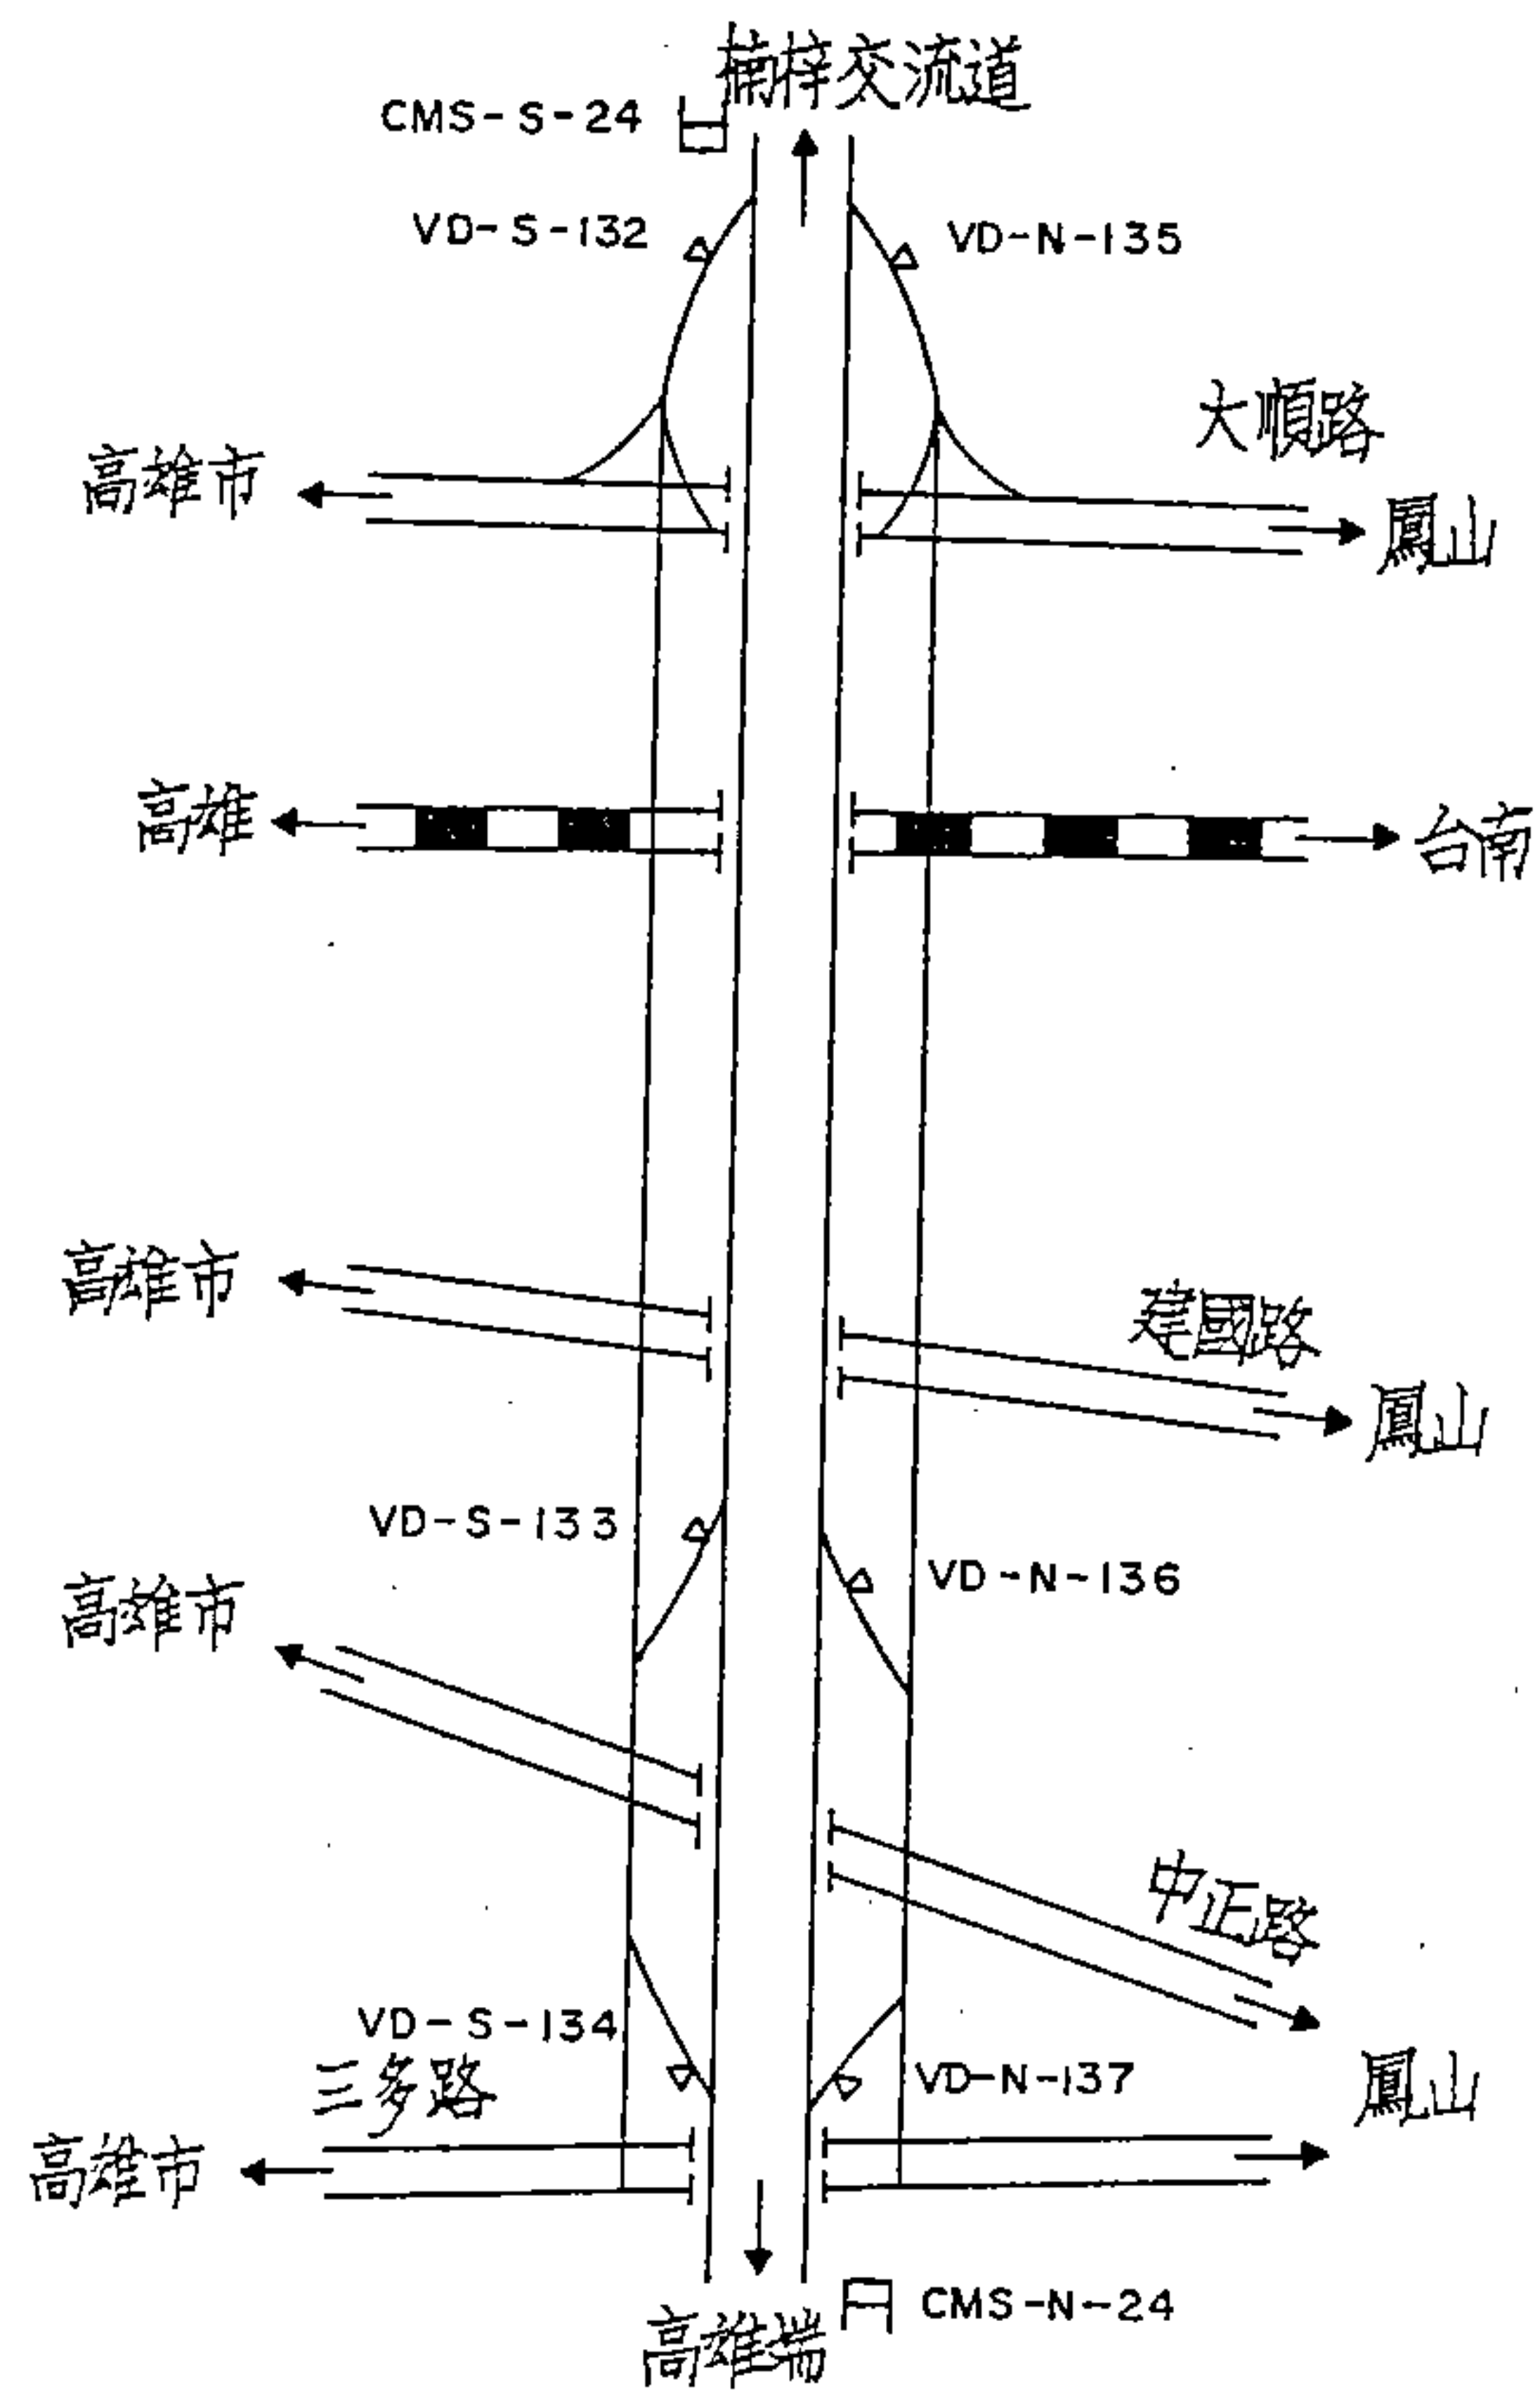 楠梓交流道
CMS-S-24
VD-S-132
VD-N-135
大順路
高雄市
鳳山
高雄
台南
高雄市
建國路
鳳山
VD-S-133
VD-N-136
高雄市
中正路
VD-S-134
三多路
VD-N-137
鳳山
高雄市
CMS-N-24
高雄端